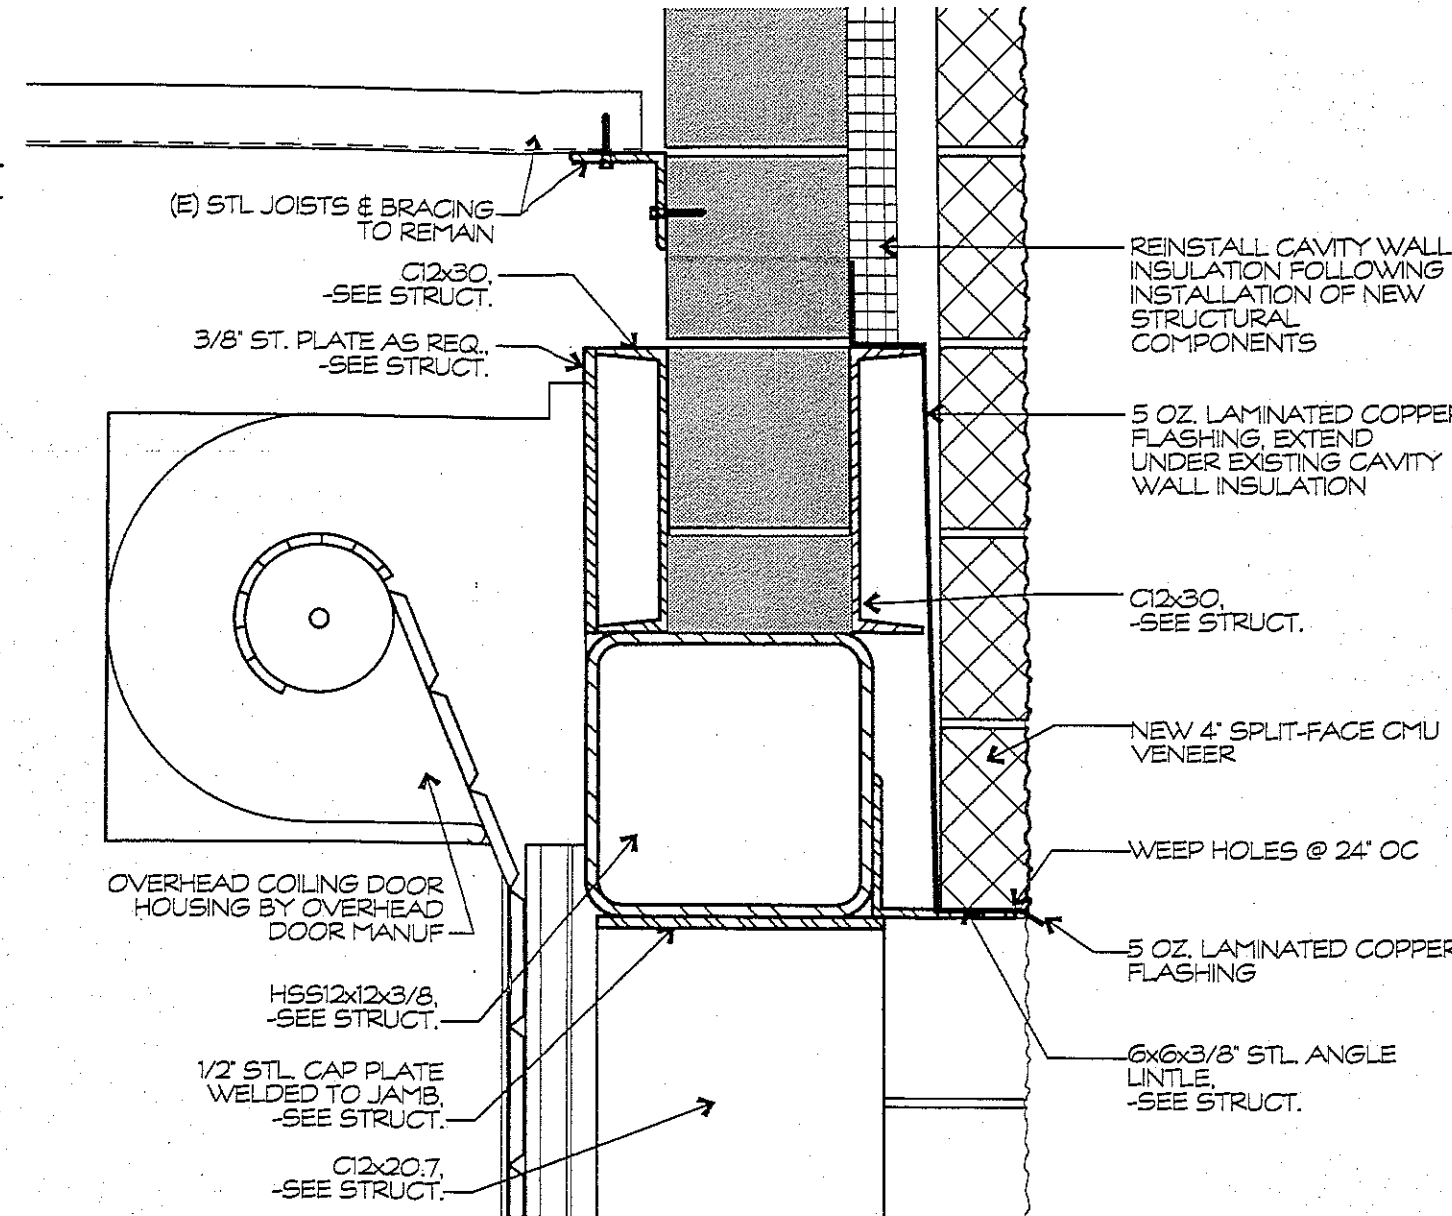 (E) STL JOISTS & BRACING
TO REMAIN
C12x30,
-SEE STRUCT.
3/8" ST. PLATE AS REQ.,
-SEE STRUCT.
OVERHEAD COILING DOOR
HOUSING BY OVERHEAD
DOOR MANUF
HSS12x12x3/8,
-SEE STRUCT.
1/2" STL. CAP PLATE
WELDED TO JAMB,
-SEE STRUCT.
C12x20.7,
-SEE STRUCT.
REINSTALL CAVITY WALL
INSULATION FOLLOWING
INSTALLATION OF NEW
STRUCTURAL
COMPONENTS
5 OZ. LAMINATED COPPER
FLASHING, EXTEND
UNDER EXISTING CAVITY
WALL INSULATION
C12x30,
-SEE STRUCT.
NEW 4" SPLIT-FACE CMU
VENEER
WEEP HOLES @ 24" OC
5 OZ. LAMINATED COPPER
FLASHING
6x6x3/8" STL. ANGLE
LINTLE,
-SEE STRUCT.